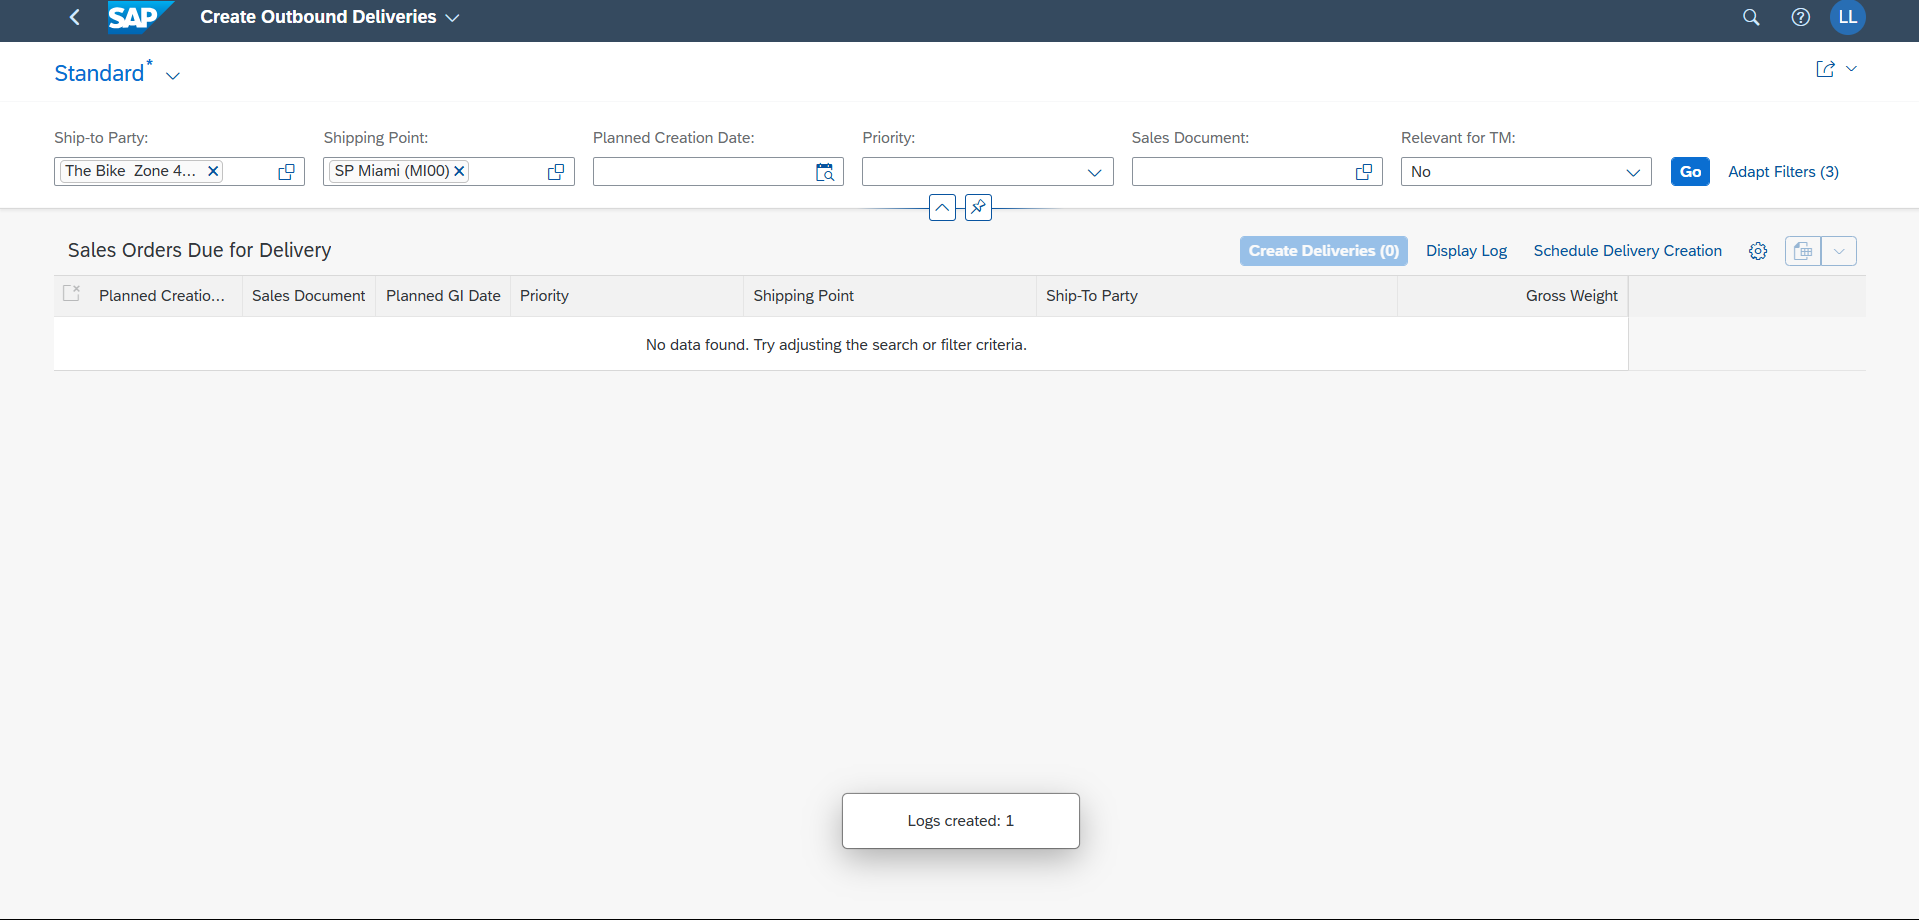 SAP Create Outbound Deliveries LL
Standard*
Ship-to Party: Shipping Point: Planned Creation Date: Priority: Sales Document: Relevant for TM:
The Bike Zone 4... SP Miami (MI00) No Go Adapt Filters (3)
Sales Orders Due for Delivery Create Deliveries (0) Display Log Schedule Delivery Creation
Planned Creatio... Sales Document Planned GI Date Priority Shipping Point Ship-To Party Gross Weight
No data found. Try adjusting the search or filter criteria.
Logs created: 1